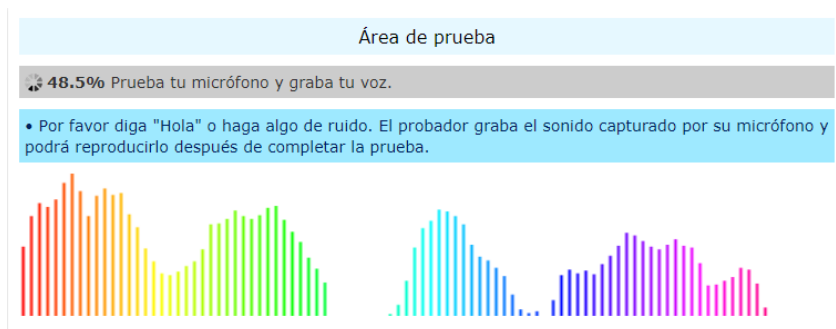 Área de prueba
48.5% Prueba tu micrófono y graba tu voz.
• Por favor diga "Hola" o haga algo de ruido. El probador graba el sonido capturado por su micrófono y
podrá reproducirlo después de completar la prueba.